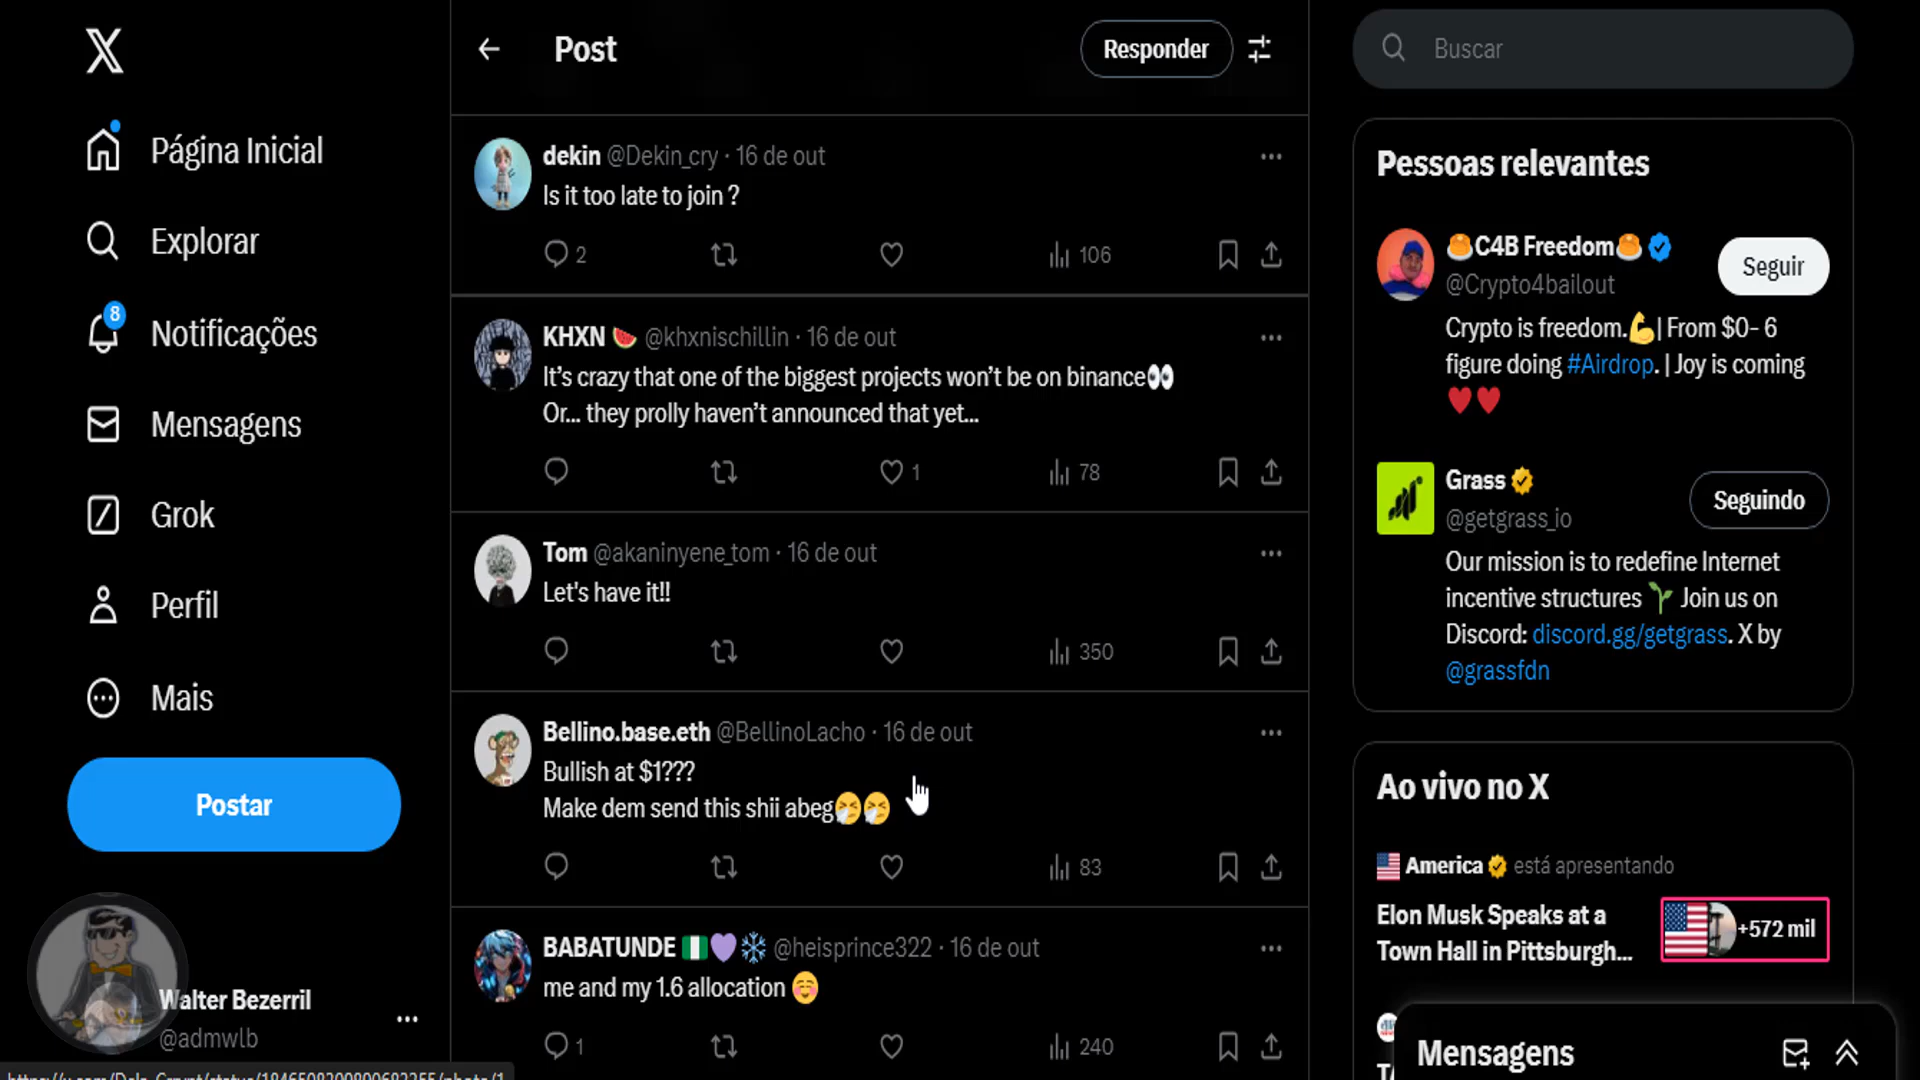 Post
Responder
Buscar
Página Inicial
Explorar
8
Notificações
Mensagens
Grok
Perfil
Mais
Postar
Walter Bezerril
@admwlb
dekin @Dekin_cry · 16 de out
Is it too late to join ?
2
106
KHXN 🍉 @khxnischillin · 16 de out
It’s crazy that one of the biggest projects won’t be on binance👀
Or... they prolly haven’t announced that yet...
1
78
Tom @akaninyene_tom · 16 de out
Let's have it!!
350
Bellino.base.eth @BellinoLacho · 16 de out
Bullish at $1???
Make dem send this shii abeg🤧🤧
83
BABATUNDE 🇳🇬💜❄️ @heisprince322 · 16 de out
me and my 1.6 allocation ☺️
1
240
Pessoas relevantes
C4B Freedom
@Crypto4bailout
Seguir
Crypto is freedom.💪| From $0- 6
figure doing #Airdrop. | Joy is coming
♥️♥️
Grass
@getgrass_io
Seguindo
Our mission is to redefine Internet
incentive structures 🌱 Join us on
Discord: discord.gg/getgrass. X by
@grassfdn
Ao vivo no X
America está apresentando
Elon Musk Speaks at a
Town Hall in Pittsburgh...
+572 mil
Mensagens